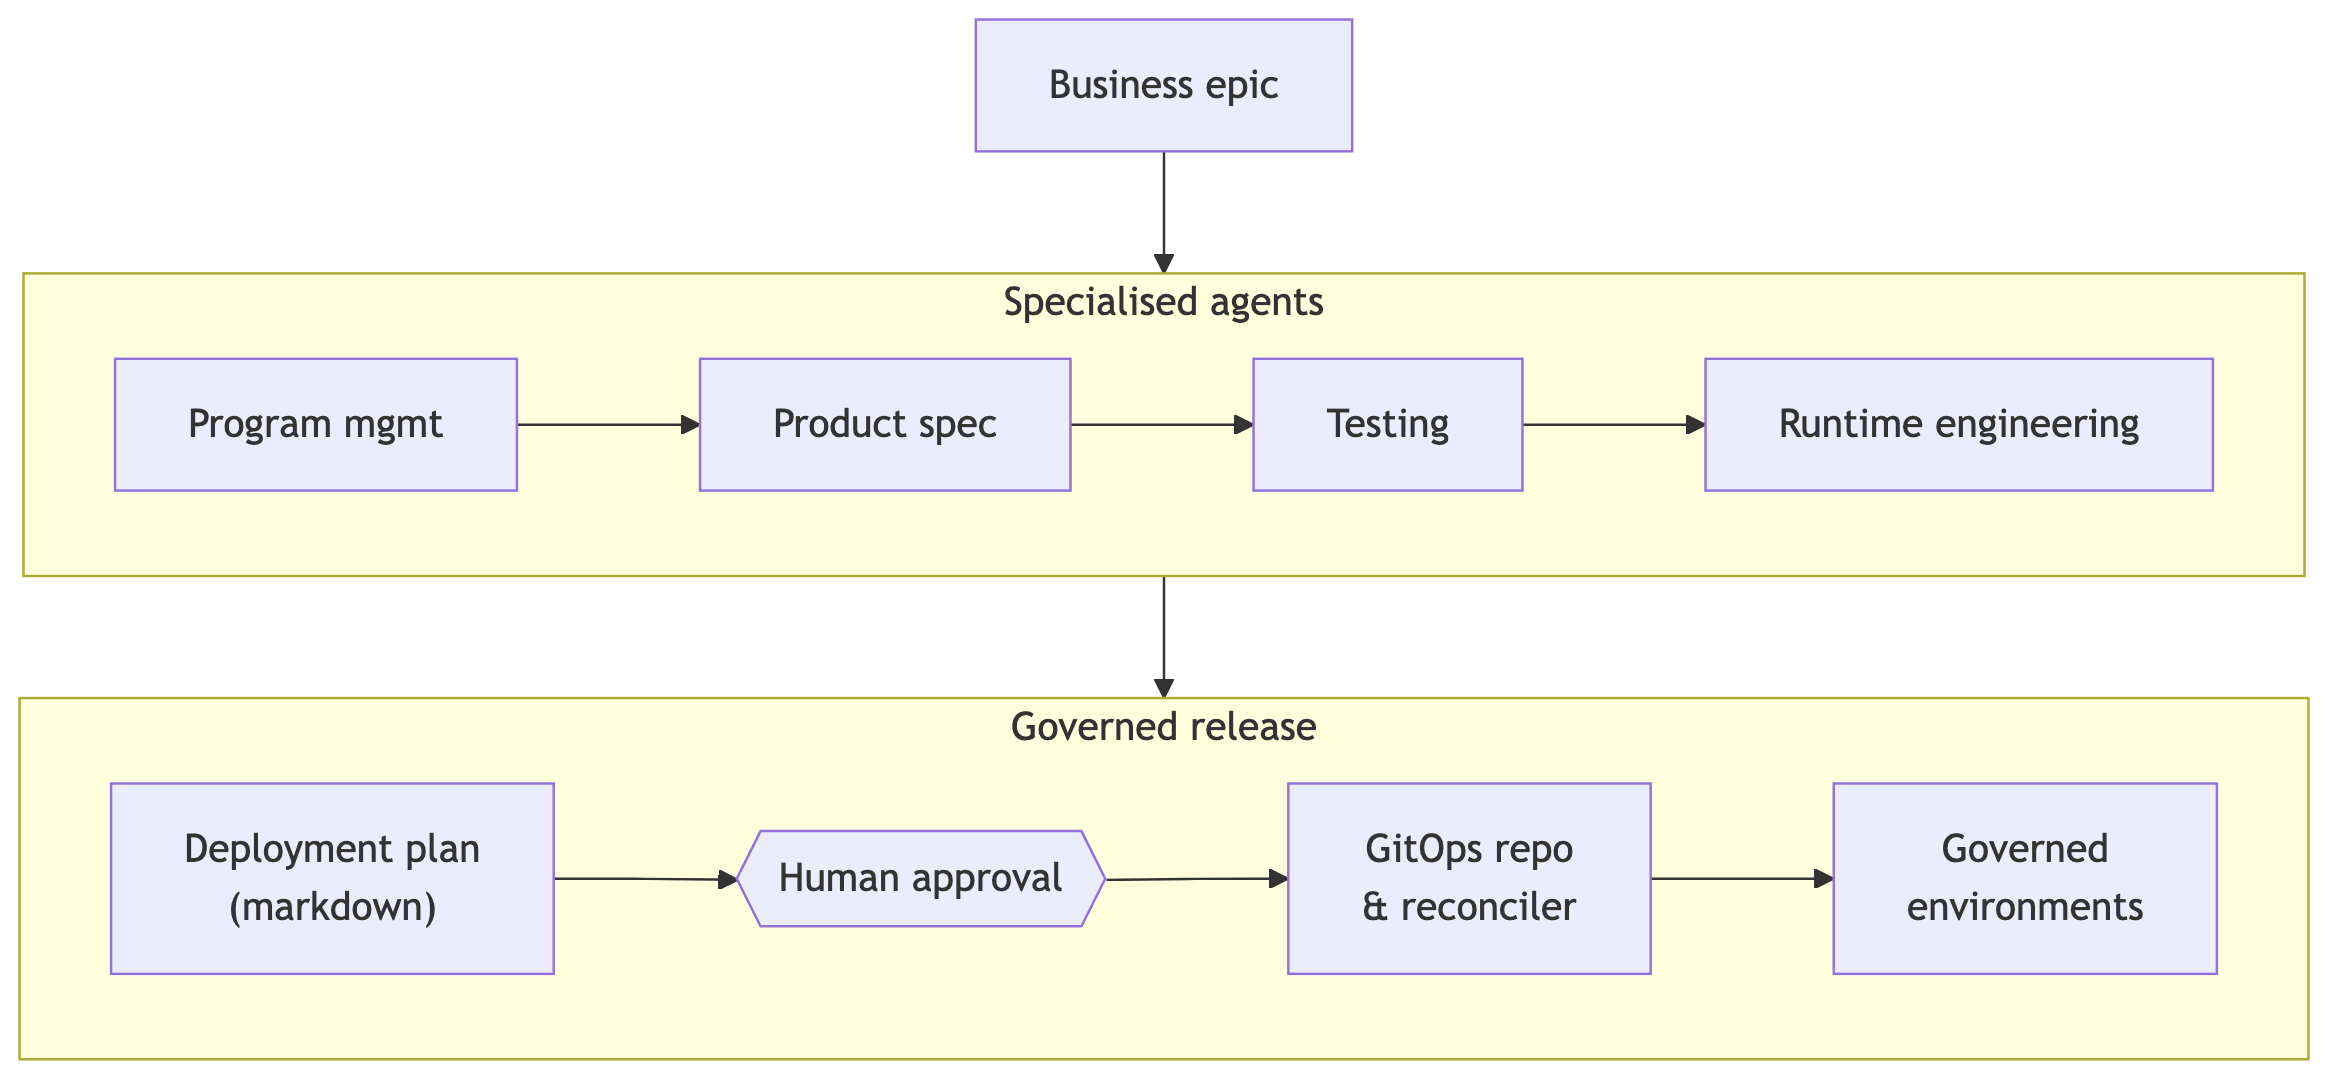 Business epic
Specialised agents
Program mgmt
Product spec
Testing
Runtime engineering
Governed release
Deployment plan
(markdown)
Human approval
GitOps repo
& reconciler
Governed
environments